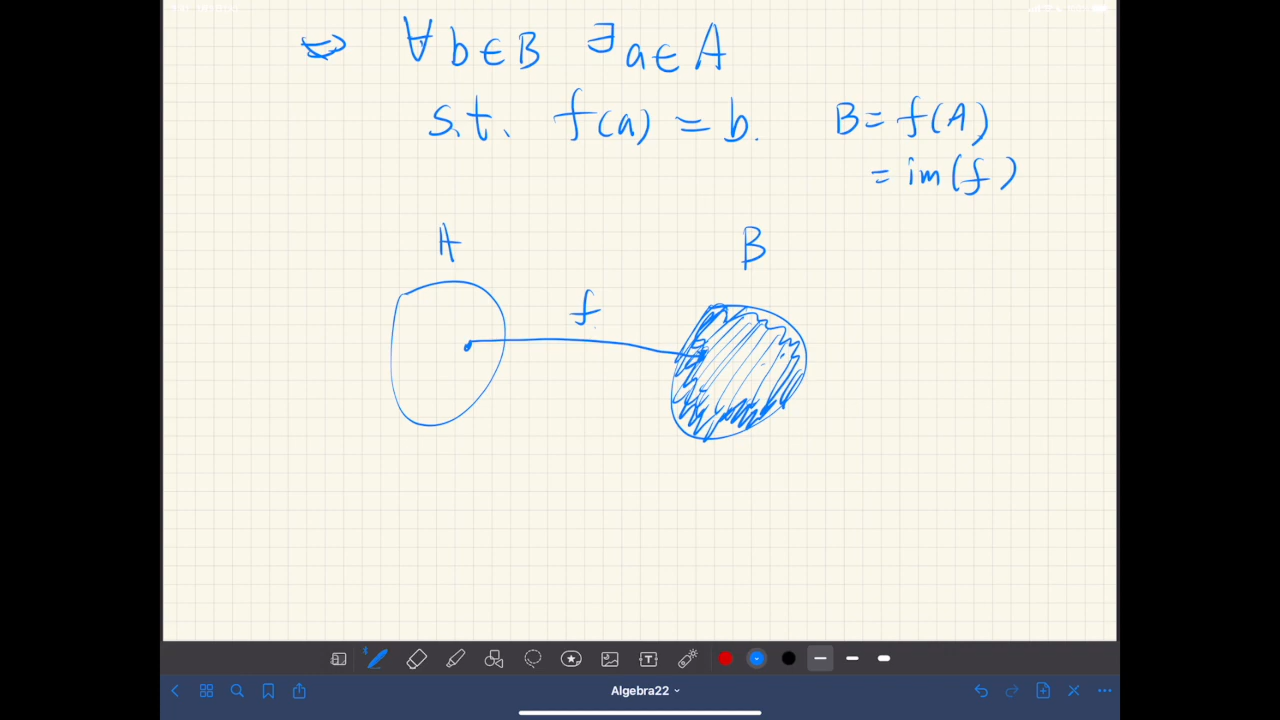 ⇔ ∀b∈B ∃a∈A
s.t. f(a) = b.
B = f(A)
= im(f)
A
B
f
Algebra22